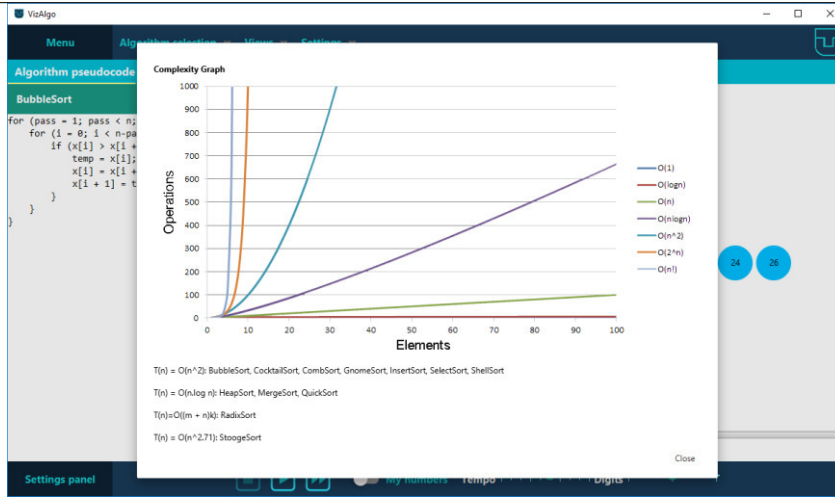 VizAlgo
Menu Algorithm selection Views Settings
Algorithm pseudocode
BubbleSort
for (pass = 1; pass < n;
for (i = 0; i < n-pa
if (x[i] > x[i +
temp = x[i];
x[i] = x[i +
x[i + 1] = t
}
}
}
Complexity Graph
Operations
1000
900
800
700
600
500
400
300
200
100
0
0 10 20 30 40 50 60 70 80 90 100
Elements
O(1)
O(logn)
O(n)
O(nlogn)
O(n^2)
O(2^n)
O(n!)
24 26
T(n) = O(n^2): BubbleSort, CocktailSort, CombSort, GnomeSort, InsertSort, SelectSort, ShellSort
T(n) = O(n.log n): HeapSort, MergeSort, QuickSort
T(n)=O((m + n)k): RadixSort
T(n) = O(n^2.71): StoogeSort
Close
Settings panel My numbers Tempo Digits